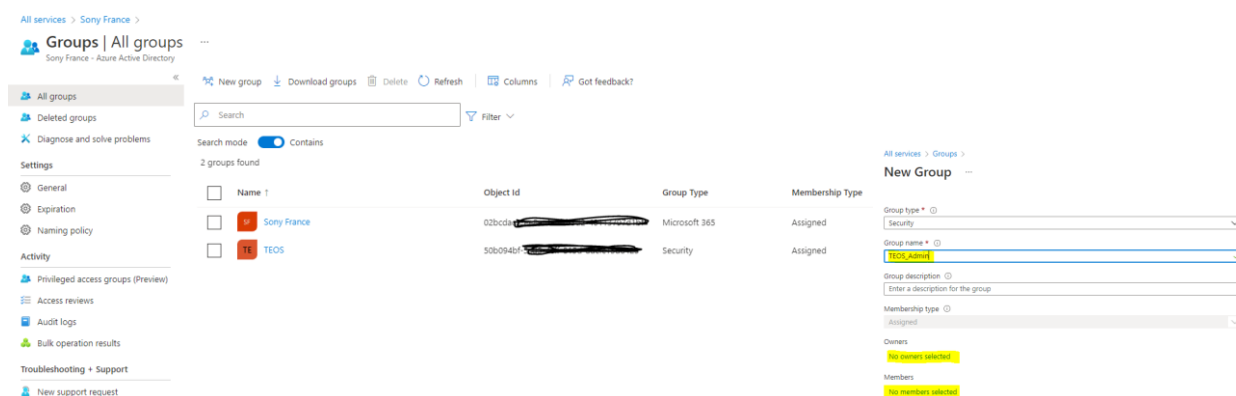 All services > Sony France >
Groups | All groups ...
Sony France - Azure Active Directory
«
New group Download groups Delete Refresh Columns Got feedback?
All groups
Deleted groups
Diagnose and solve problems
Settings
General
Expiration
Naming policy
Activity
Privileged access groups (Preview)
Access reviews
Audit logs
Bulk operation results
Troubleshooting + Support
New support request
Search
Filter
Search mode Contains
2 groups found
Name ↑ Object Id Group Type Membership Type
SF Sony France Microsoft 365 Assigned
TE TEOS Security Assigned
All services > Groups >
New Group ...
Group type *
Security
Group name *
TEOS_Admin
Group description
Enter a description for the group
Membership type
Assigned
Owners
No owners selected
Members
No members selected